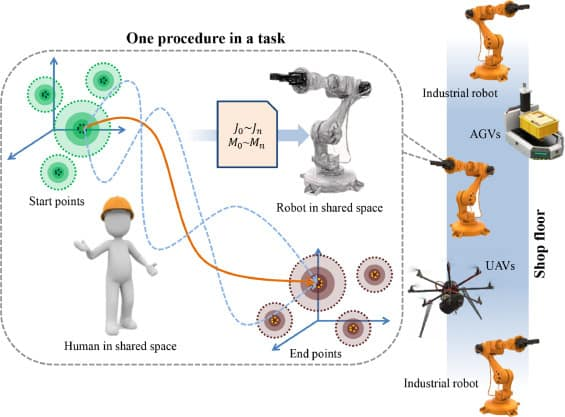 One procedure in a task
Industrial robot
AGVs
J₀~Jₙ
M₀~Mₙ
Start points
Robot in shared space
Shop floor
UAVs
Human in shared space
End points
Industrial robot